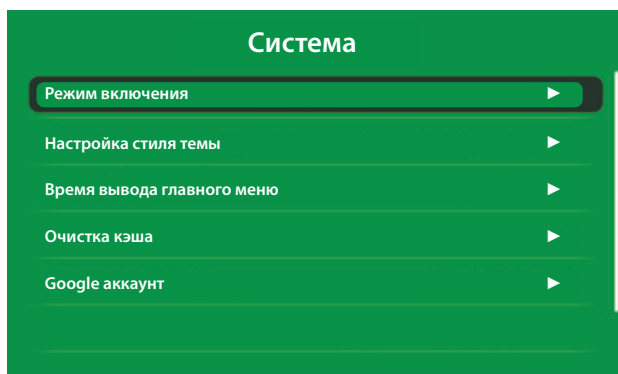 Система
Режим включения
Настройка стиля темы
Время вывода главного меню
Очистка кэша
Google аккаунт